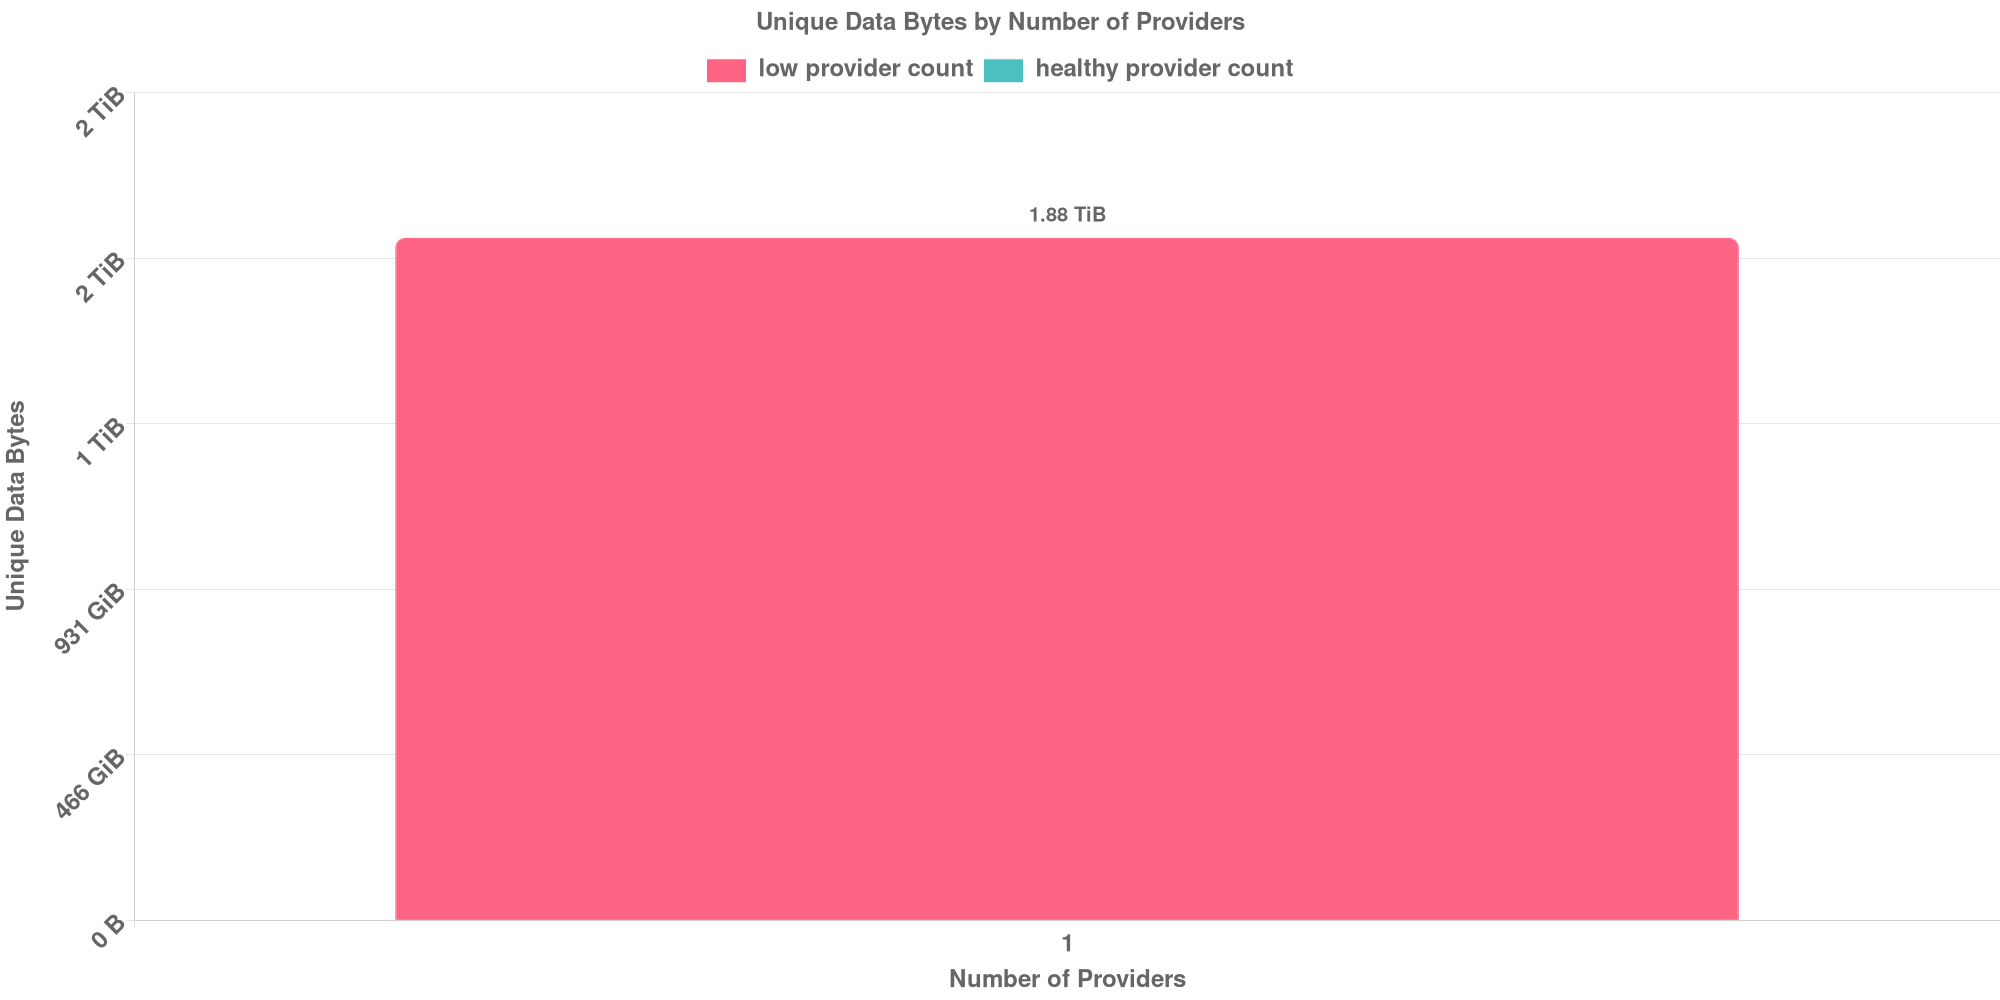 Unique Data Bytes by Number of Providers
low provider count
healthy provider count
2 TiB
1.88 TiB
2 TiB
1 TiB
931 GiB
466 GiB
0 B
Unique Data Bytes
1
Number of Providers